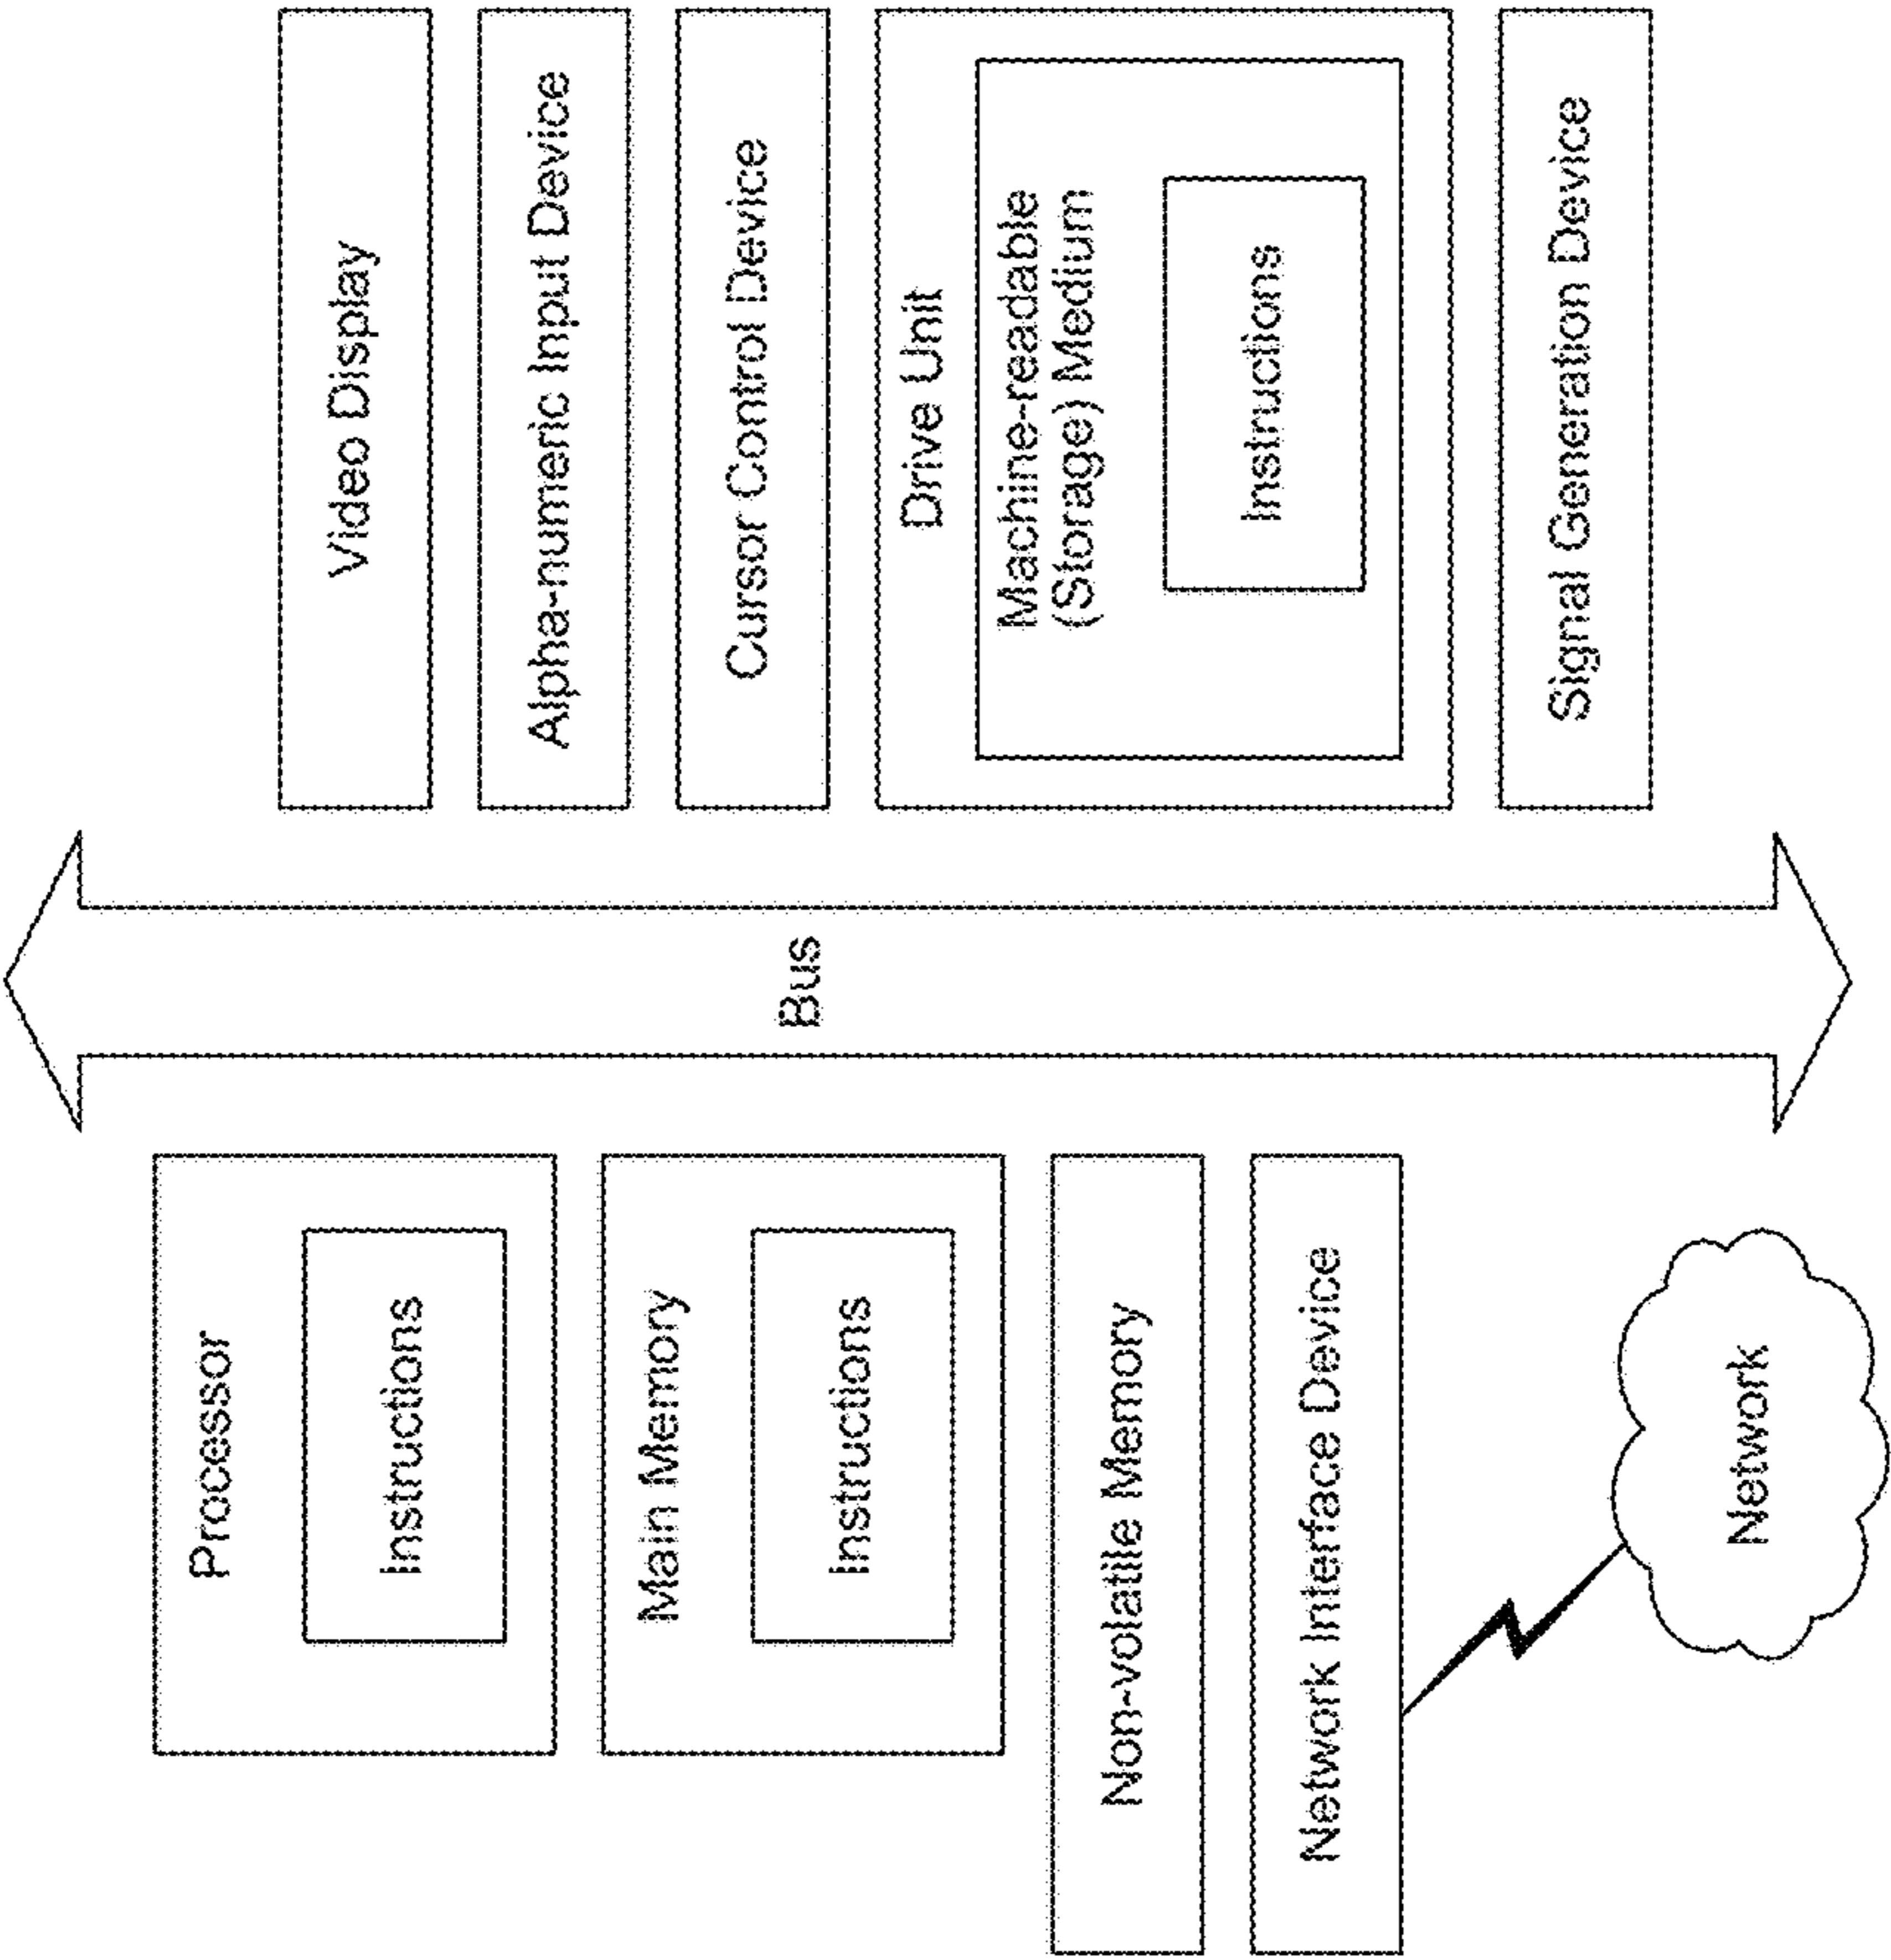 Processor
Instructions
Main Memory
Instructions
Non-volatile Memory
Network Interface Device
Network
Bus
Video Display
Alpha-numeric Input Device
Cursor Control Device
Drive Unit
Machine-readable
(Storage) Medium
Instructions
Signal Generation Device